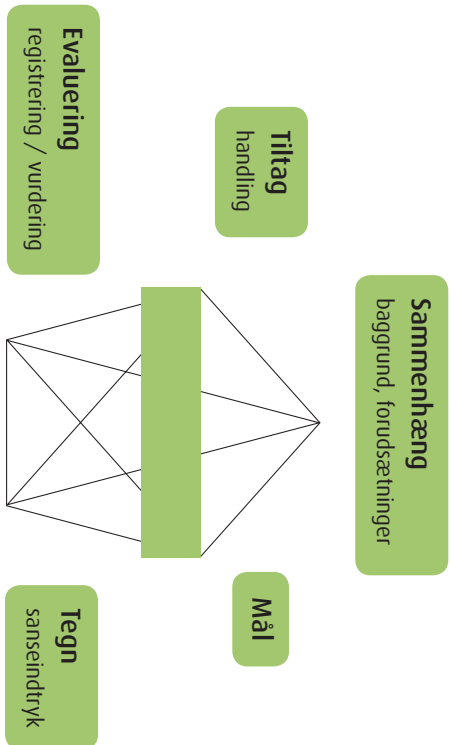 Sammenhæng
baggrund, forudsætninger
Tiltag
handling
Mål
Evaluering
registrering / vurdering
Tegn
sanseindtryk